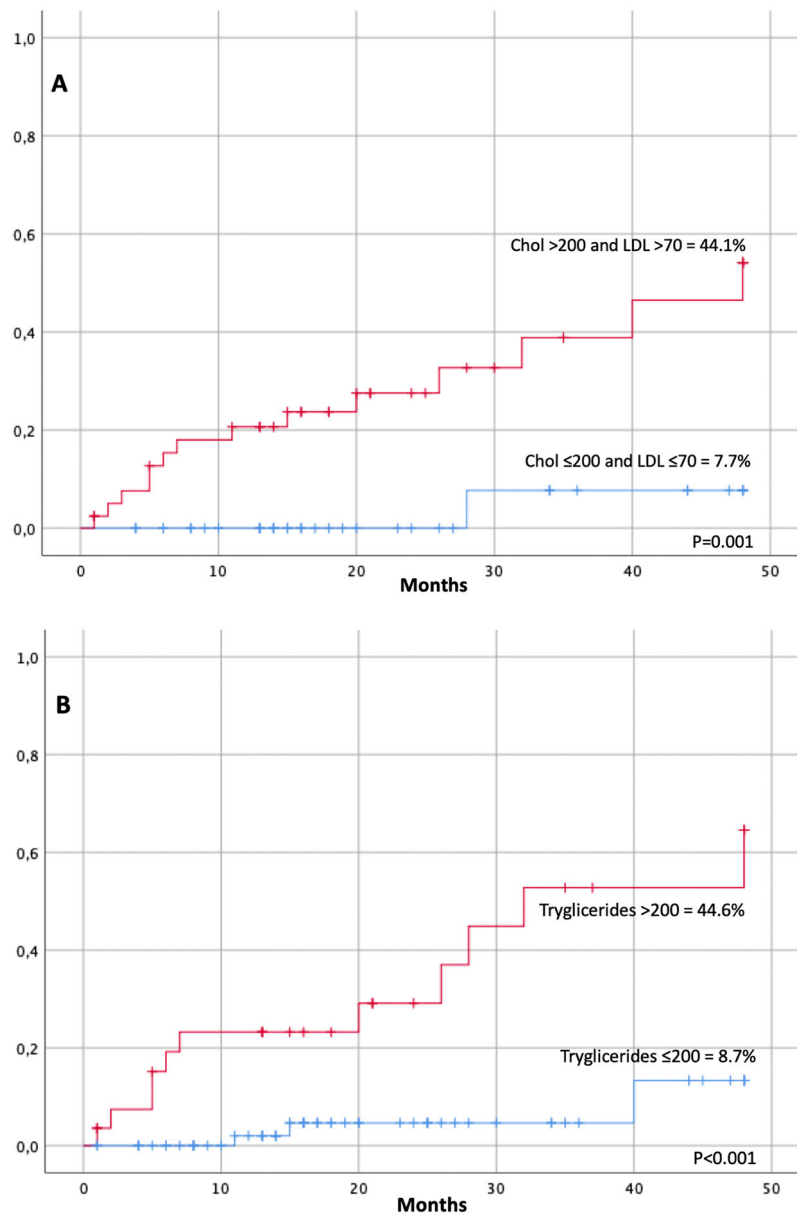 1,0
A
0,8
0,6
Chol >200 and LDL >70 = 44.1%
0,4
0,2
Chol ≤200 and LDL ≤70 = 7.7%
0,0
P=0.001
0 10 20 30 40 50
Months
1,0
B
0,8
0,6
Tryglicerides >200 = 44.6%
0,4
0,2
Tryglicerides ≤200 = 8.7%
0,0
P<0.001
0 10 20 30 40 50
Months